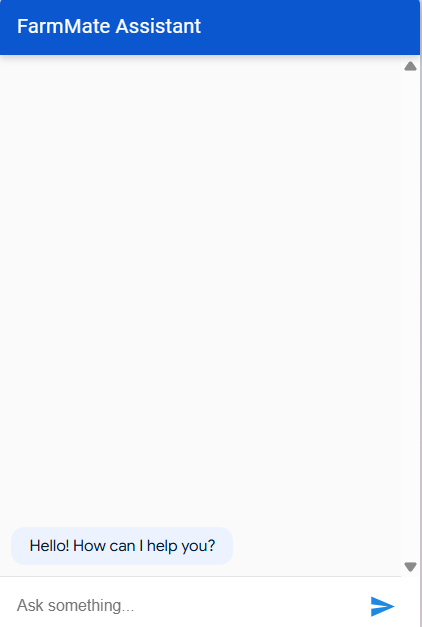 FarmMate Assistant
Hello! How can I help you?
Ask something...